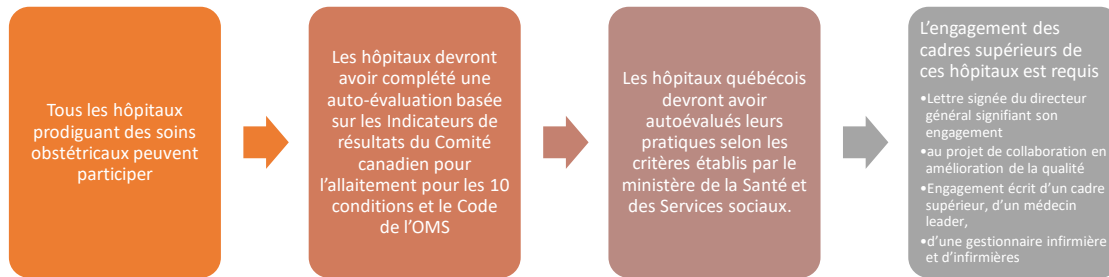 Tous les hôpitaux
prodiguant des soins
obstétricaux peuvent
participer
Les hôpitaux devront
avoir complété une
auto-évaluation basée
sur les Indicateurs de
résultats du Comité
canadien pour
l'allaitement pour les 10
conditions et le Code
de l'OMS
Les hôpitaux québécois
devront avoir
autoévalués leurs
pratiques selon les
critères établis par le
ministère de la Santé et
des Services sociaux.
L'engagement des
cadres supérieurs de
ces hôpitaux est requis
•Lettre signée du directeur
général signifiant son
engagement
•au projet de collaboration en
amélioration de la qualité
•Engagement écrit d'un cadre
supérieur, d'un médecin
leader,
•d'une gestionnaire infirmière
et d'infirmières